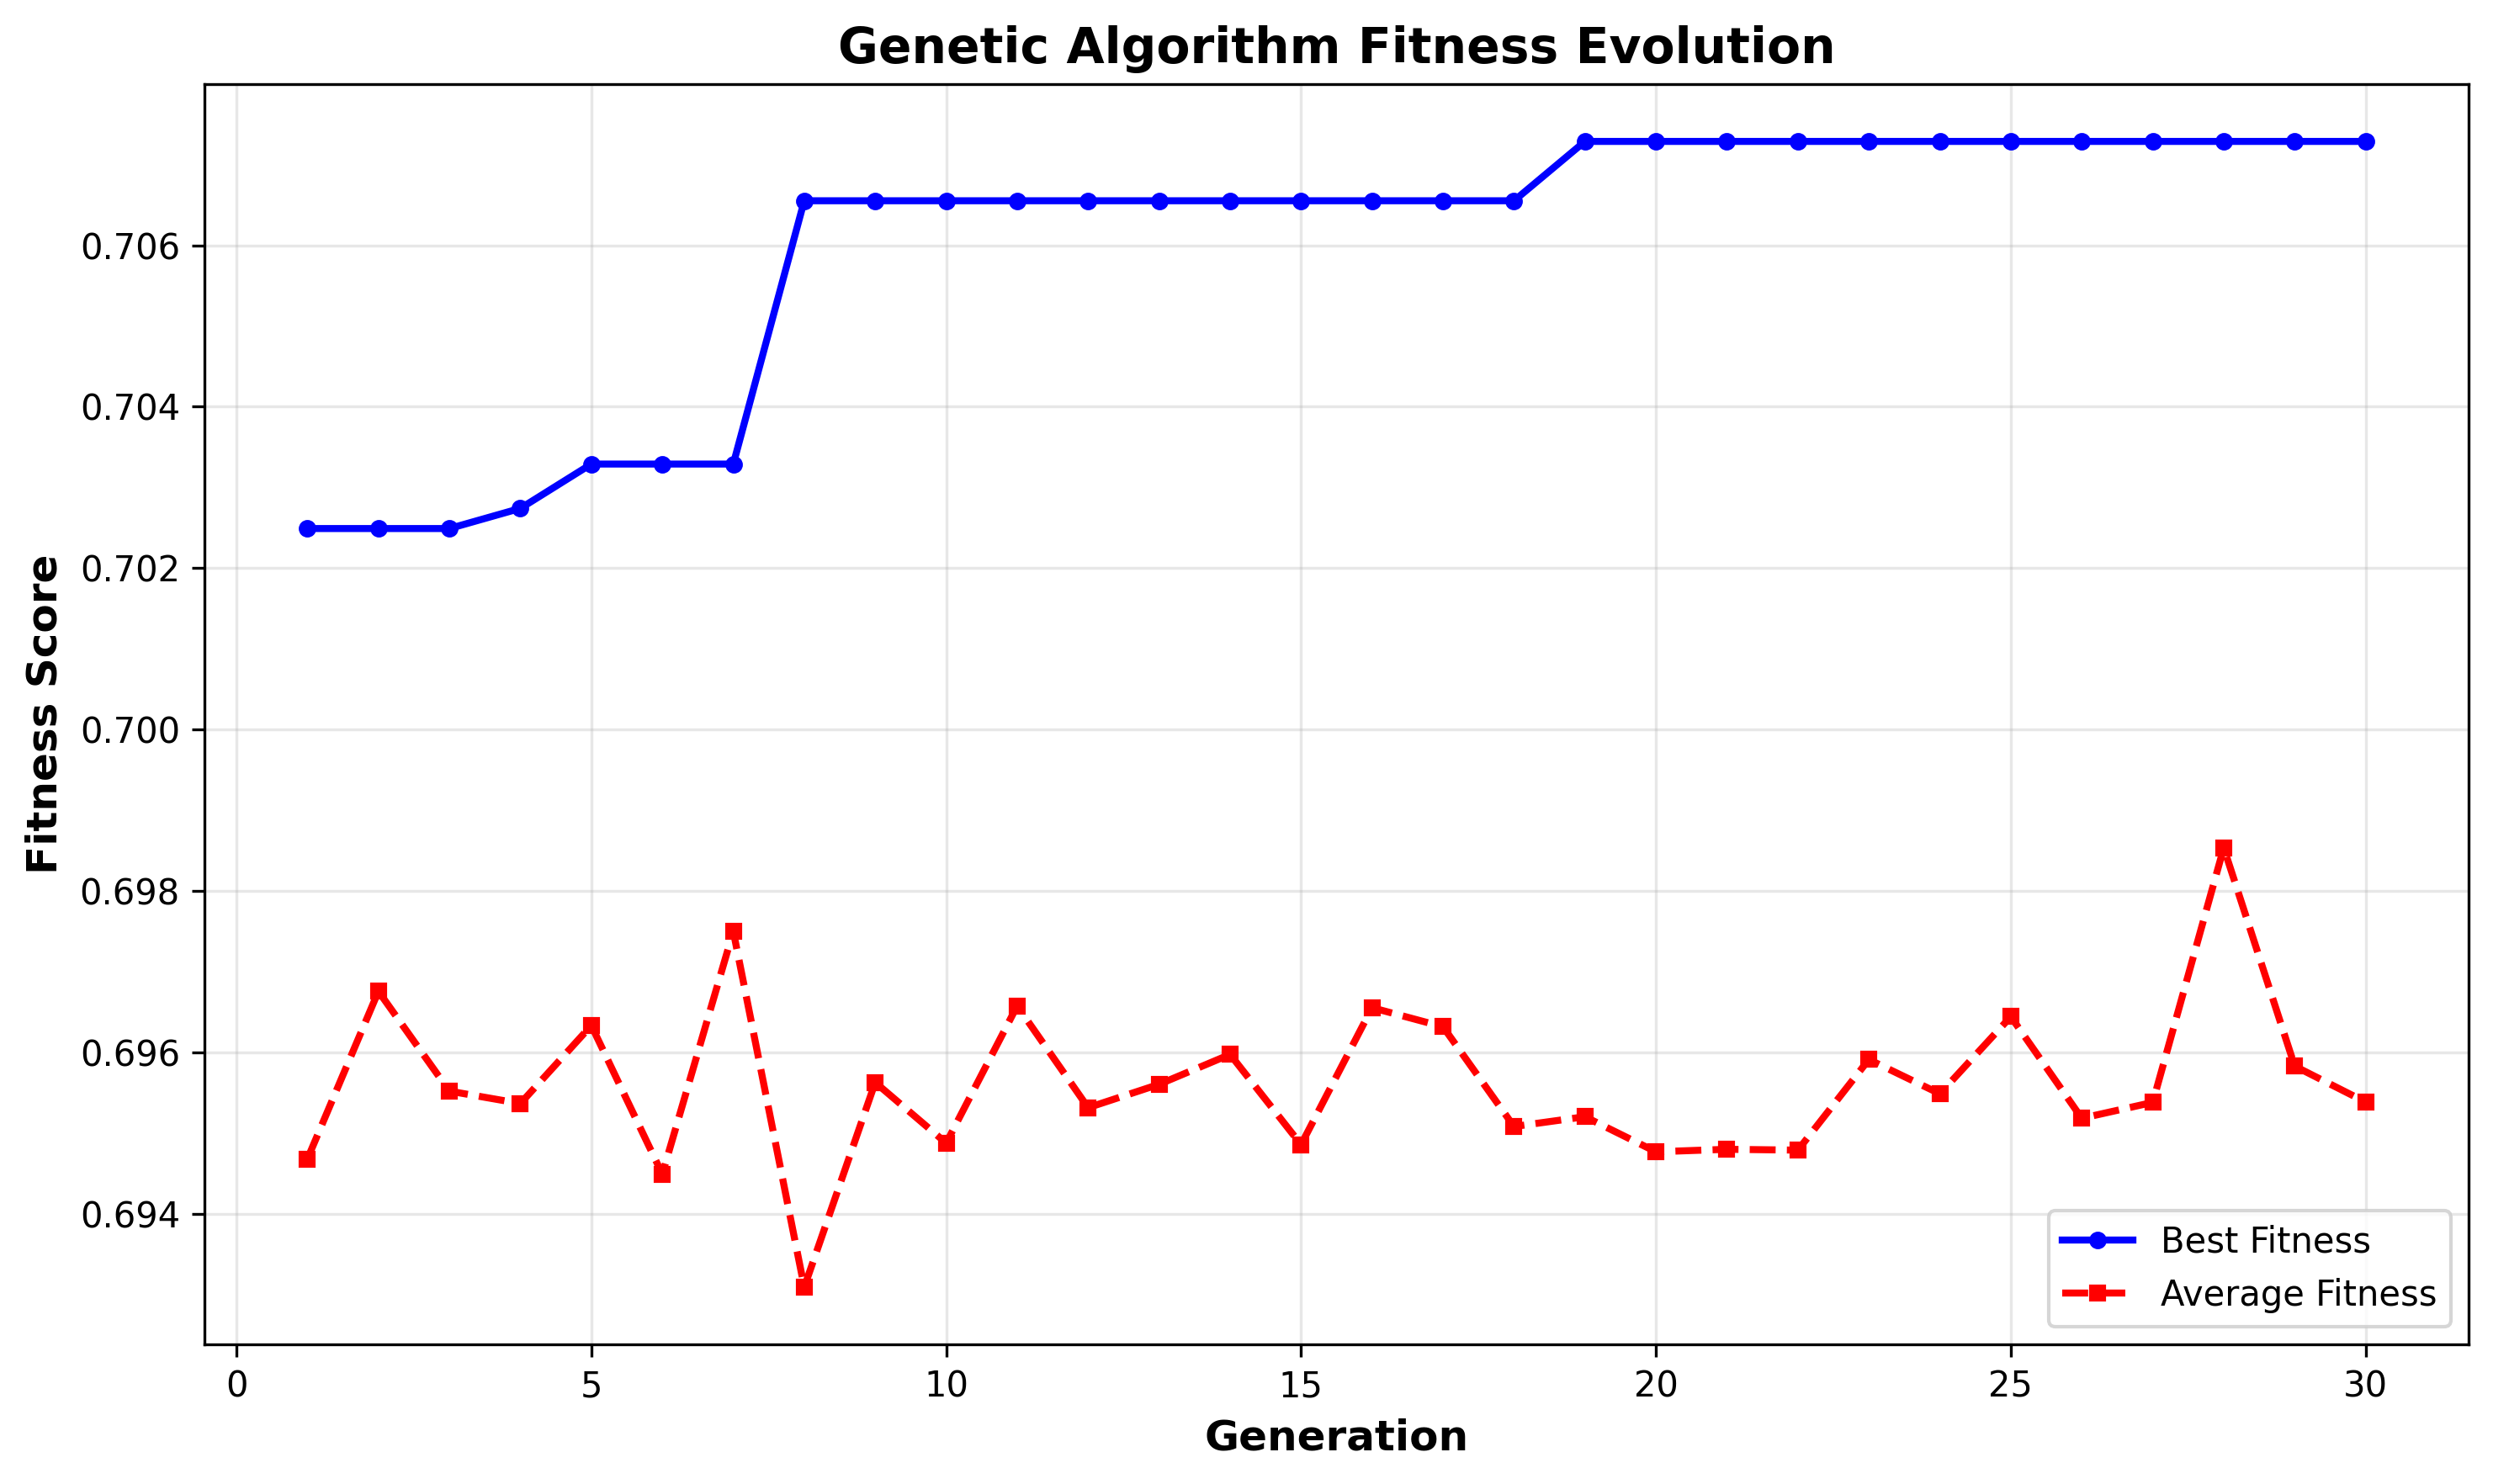 Genetic Algorithm Fitness Evolution
Fitness Score
0.706
0.704
0.702
0.700
0.698
0.696
0.694
Best Fitness
Average Fitness
0 5 10 15 20 25 30
Generation